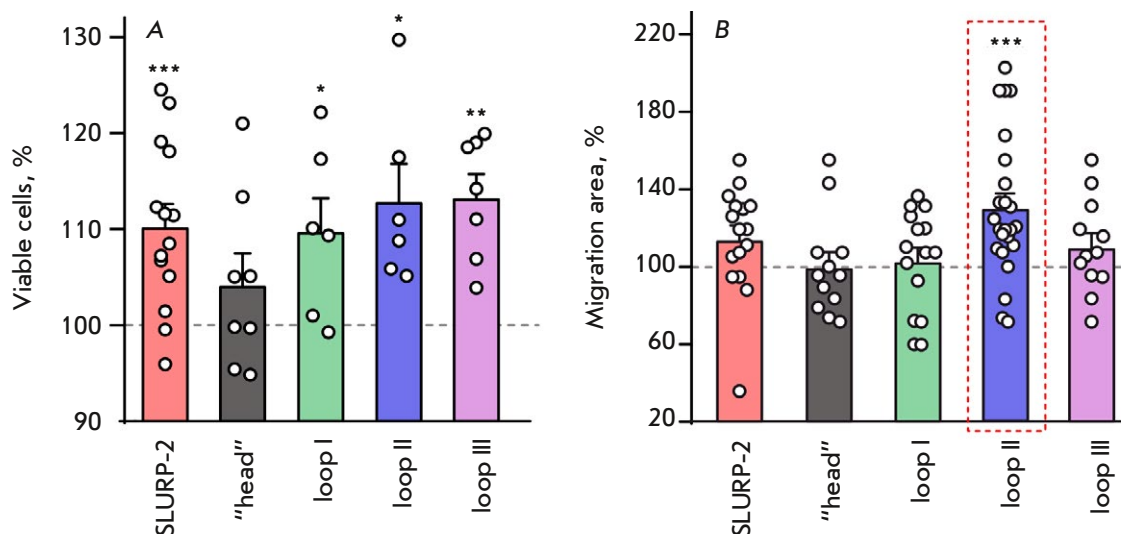 A
Viable cells, %
130
120
110
100
90
***
*
*
**
SLURP-2
"head"
loop I
loop II
loop III
B
Migration area, %
220
180
140
100
60
20
***
SLURP-2
"head"
loop I
loop II
loop III